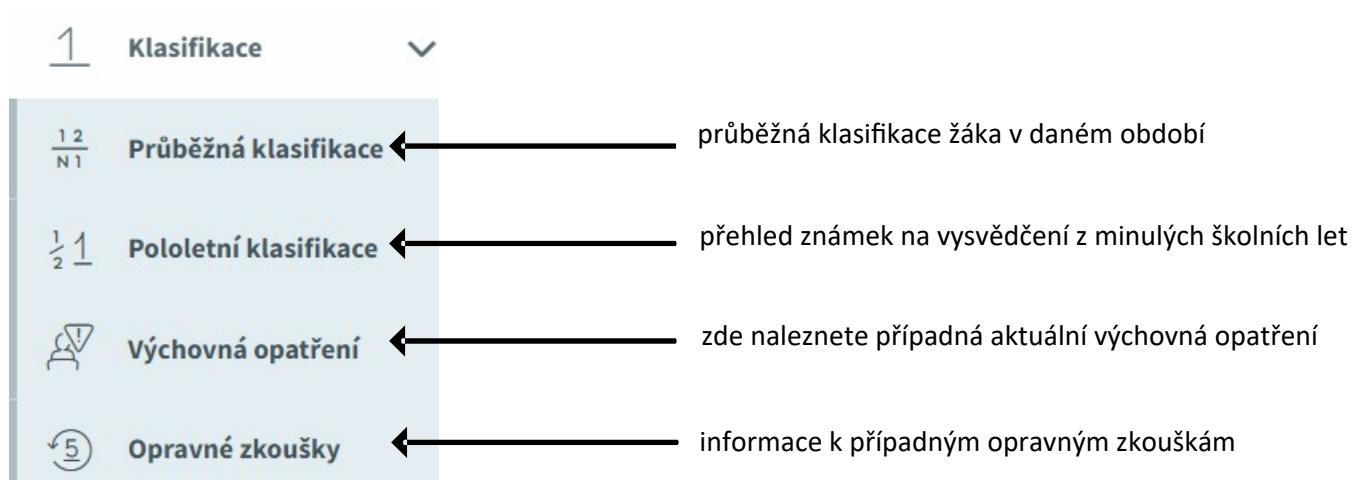 1 Klasifikace
1 2
N 1
Průběžná klasifikace
průběžná klasifikace žáka v daném období
1/2 1
Pololetní klasifikace
přehled známek na vysvědčení z minulých školních let
Výchovná opatření
zde naleznete případná aktuální výchovná opatření
5
Opravné zkoušky
informace k případným opravným zkouškám